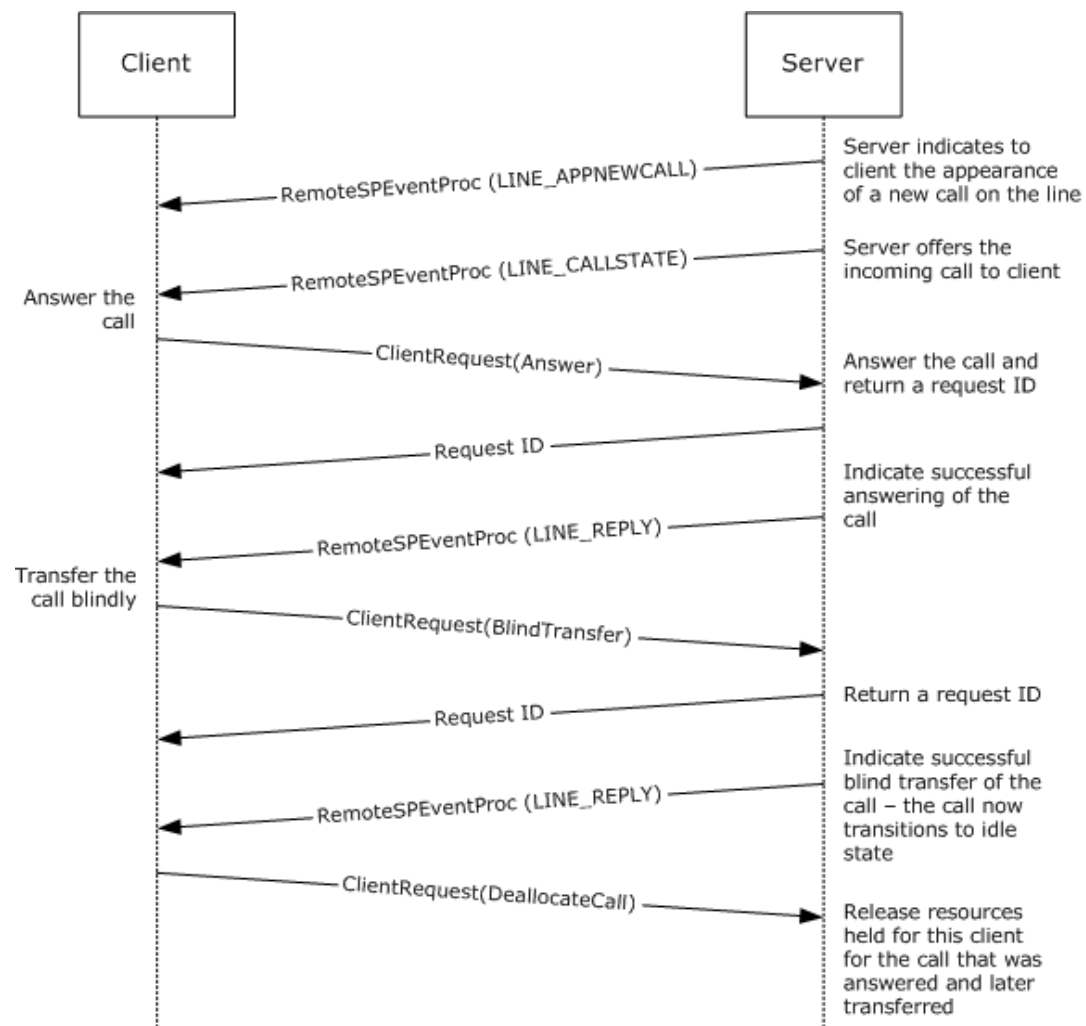 Client
Server
Server indicates to
client the appearance
of a new call on the line
RemoteSPEventProc (LINE_APPNEWCALL)
Server offers the
incoming call to client
RemoteSPEventProc (LINE_CALLSTATE)
Answer the
call
ClientRequest(Answer)
Answer the call and
return a request ID
Request ID
Indicate successful
answering of the
call
RemoteSPEventProc (LINE_REPLY)
Transfer the
call blindly
ClientRequest(BlindTransfer)
Return a request ID
Request ID
Indicate successful
blind transfer of the
call – the call now
transitions to idle
state
RemoteSPEventProc (LINE_REPLY)
ClientRequest(DeallocateCall)
Release resources
held for this client
for the call that was
answered and later
transferred